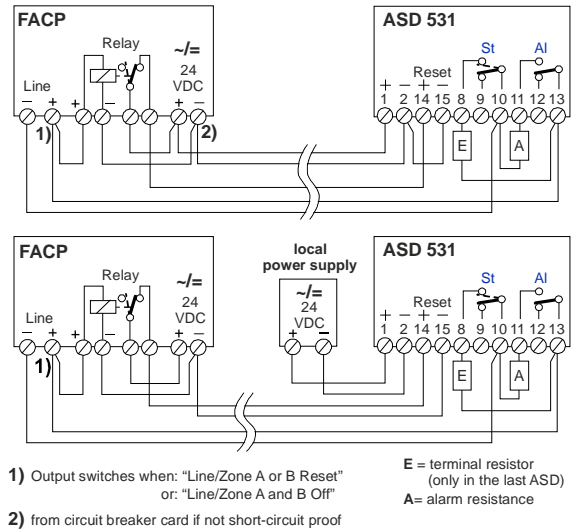 FACP
ASD 531
Relay
~/=
24
VDC
Line
St
Al
Reset
– + + – + –
+ – + –
1 2 14 15 8 9 10 11 12 13
1)
2)
E
A
FACP
local
power supply
ASD 531
Relay
~/=
24
VDC
Line
~/=
24
VDC
+ –
St
Al
Reset
– + + – + –
+ – + –
1 2 14 15 8 9 10 11 12 13
1)
E
A
1) Output switches when: “Line/Zone A or B Reset”
or: “Line/Zone A and B Off”
2) from circuit breaker card if not short-circuit proof
E = terminal resistor
(only in the last ASD)
A= alarm resistance